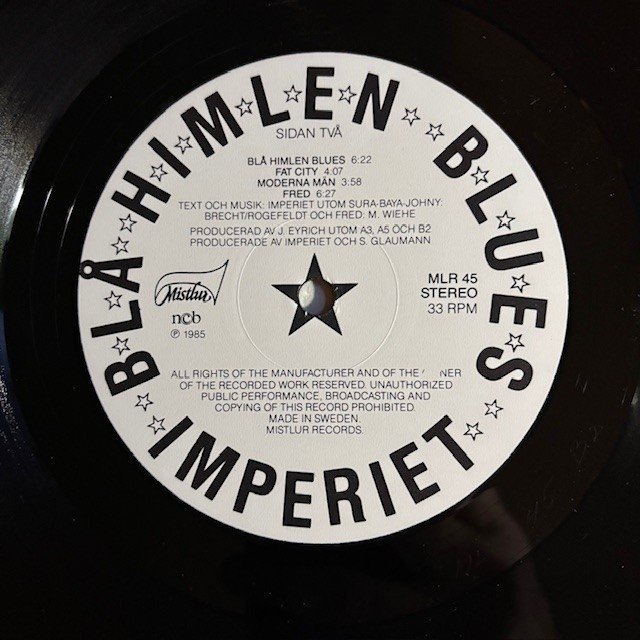 BLÅ HIMLEN BLUES
SIDAN TVÅ
BLÅ HIMLEN BLUES 6:22
FAT CITY 4:07
MODERNA MÄN 3:58
FRED 6:27
TEXT OCH MUSIK: IMPERIET UTOM SURA-BAYA-JOHNY:
BRECHT/ROGEFELDT OCH FRED: M. WIEHE
PRODUCERAD AV J. EYRICH UTOM A3, A5 ÖCH B2
PRODUCERADE AV IMPERIET OCH S. GLAUMANN
Mistlur
ncb
℗ 1985
MLR 45
STEREO
33 RPM
ALL RIGHTS OF THE MANUFACTURER AND OF THE
OF THE RECORDED WORK RESERVED. UNAUTHORIZED
PUBLIC PERFORMANCE, BROADCASTING AND
COPYING OF THIS RECORD PROHIBITED.
MADE IN SWEDEN.
MISTLUR RECORDS.
IMPERIET